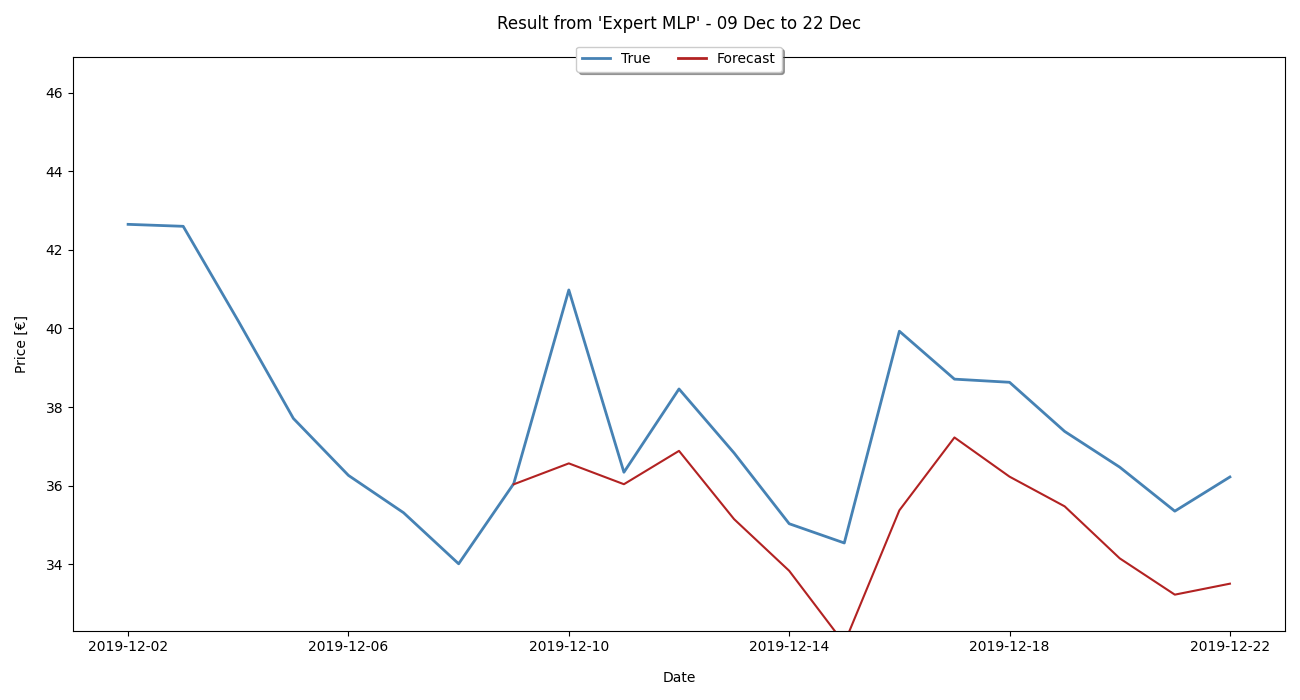 Result from 'Expert MLP' - 09 Dec to 22 Dec
True Forecast
46
44
42
40
38
36
34
Price [€]
2019-12-02 2019-12-06 2019-12-10 2019-12-14 2019-12-18 2019-12-22
Date